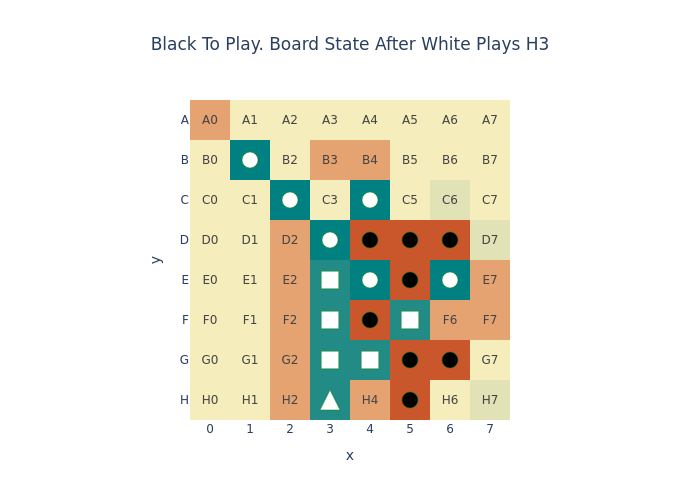 Black To Play. Board State After White Plays H3
A A0 A1 A2 A3 A4 A5 A6 A7
B B0 B2 B3 B4 B5 B6 B7
C C0 C1 C3 C5 C6 C7
D D0 D1 D2 D7
y
E E0 E1 E2 E7
F F0 F1 F2 F6 F7
G G0 G1 G2 G7
H H0 H1 H2 H4 H6 H7
0 1 2 3 4 5 6 7
x